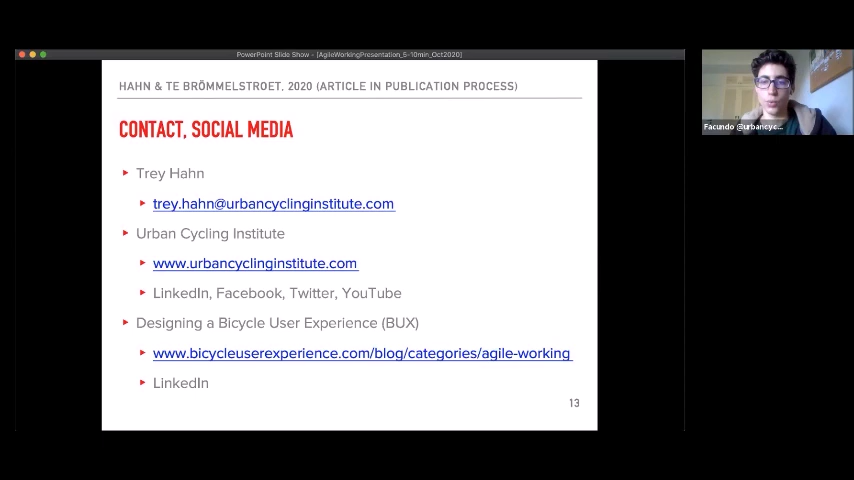 PowerPoint Slide Show - [AgileWorkingPresentation_5-10min_Oct2020]
HAHN & TE BRÖMMELSTROET, 2020 (ARTICLE IN PUBLICATION PROCESS)
CONTACT, SOCIAL MEDIA
Trey Hahn
trey.hahn@urbancyclinginstitute.com
Urban Cycling Institute
www.urbancyclinginstitute.com
LinkedIn, Facebook, Twitter, YouTube
Designing a Bicycle User Experience (BUX)
www.bicycleuserexperience.com/blog/categories/agile-working
LinkedIn
13
Facundo @urbancyc...